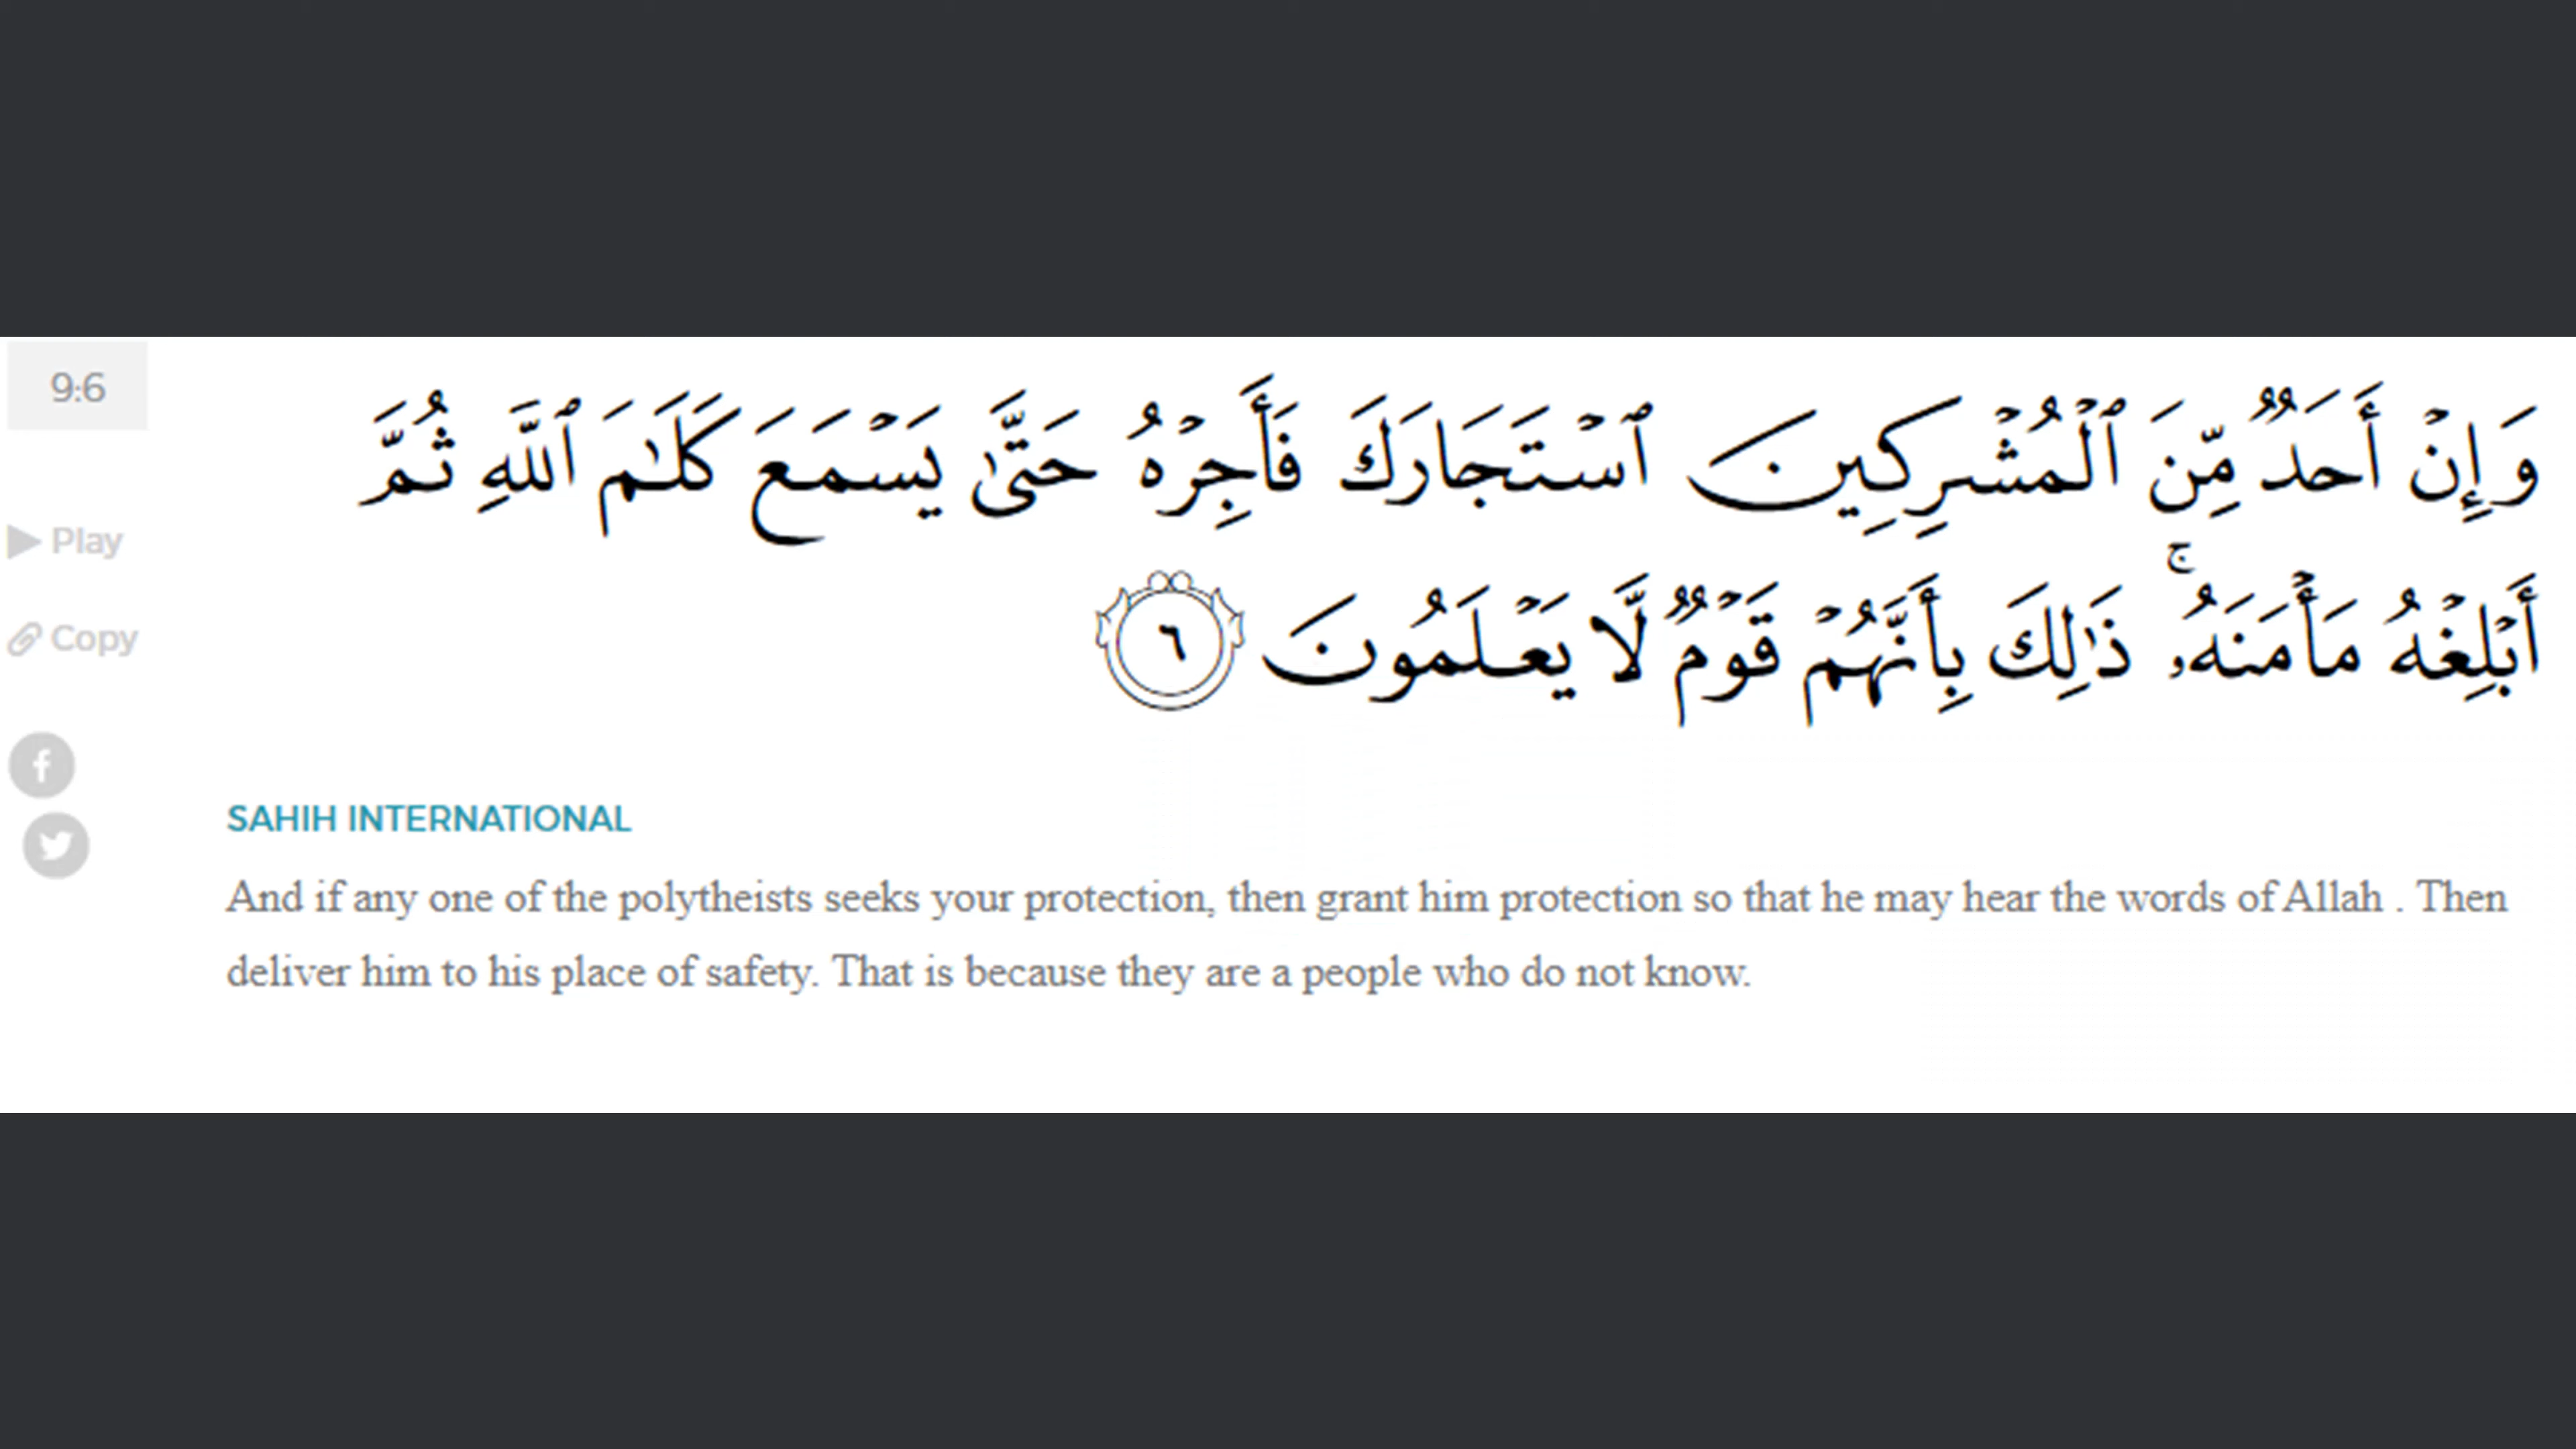 9:6
وَإِنْ أَحَدٌ مِّنَ ٱلْمُشْرِكِينَ ٱسْتَجَارَكَ فَأَجِرْهُ حَتَّىٰ يَسْمَعَ كَلَـٰمَ ٱللَّهِ ثُمَّ
أَبْلِغْهُ مَأْمَنَهُۥ ۚ ذَٰلِكَ بِأَنَّهُمْ قَوْمٌ لَّا يَعْلَمُونَ ٦
Play
Copy
SAHIH INTERNATIONAL
And if any one of the polytheists seeks your protection, then grant him protection so that he may hear the words of Allah . Then
deliver him to his place of safety. That is because they are a people who do not know.